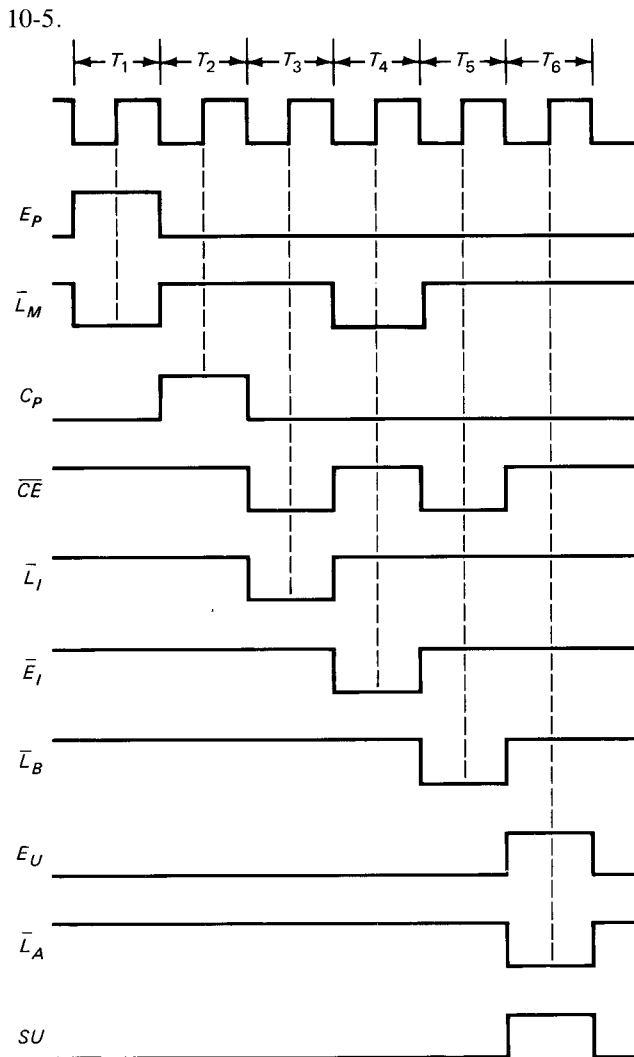 10-5.
T1 T2 T3 T4 T5 T6
EP
L̄M
CP
C̅E̅
L̄I
ĒI
L̄B
EU
L̄A
SU